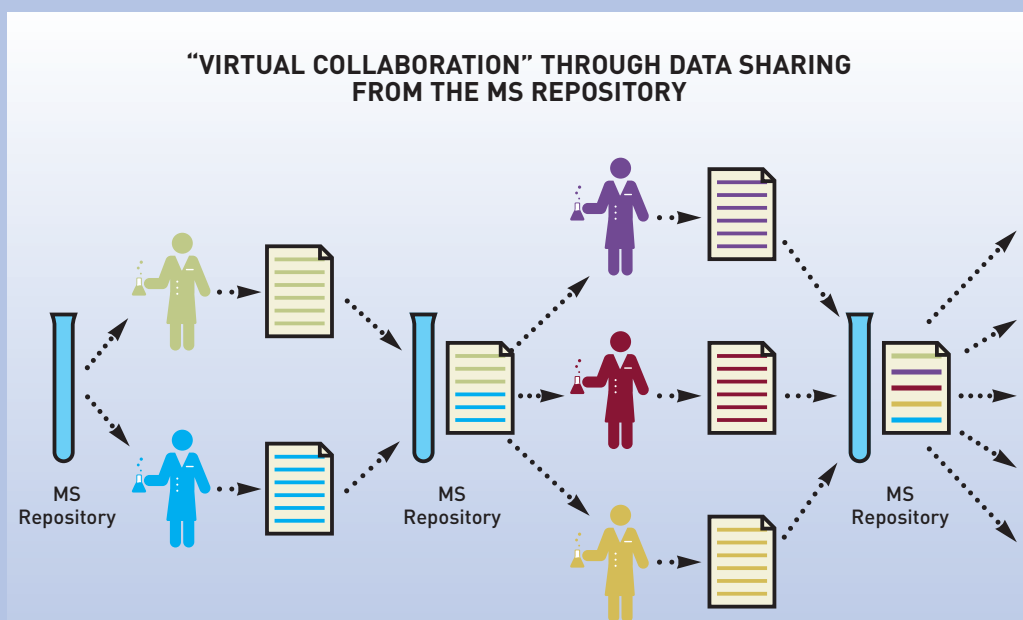 “VIRTUAL COLLABORATION” THROUGH DATA SHARING
FROM THE MS REPOSITORY
MS
Repository
MS
Repository
MS
Repository